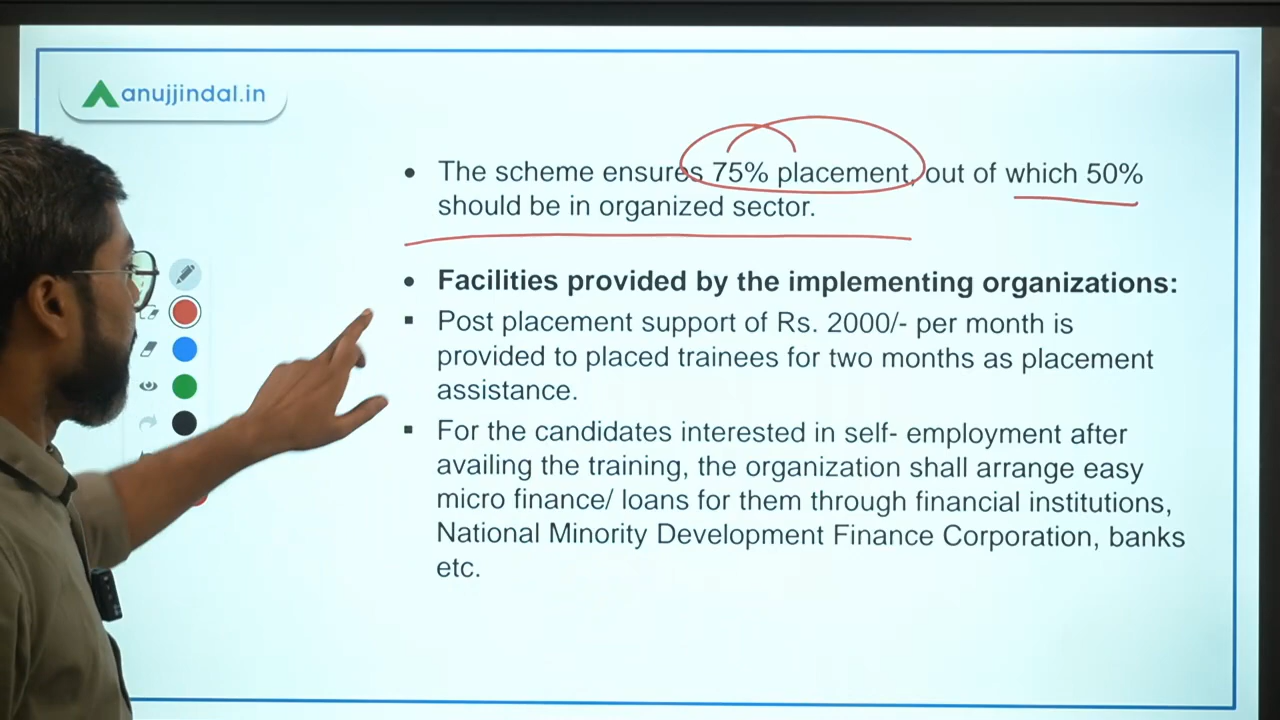 anujjindal.in
• The scheme ensures 75% placement, out of which 50%
should be in organized sector.
• Facilities provided by the implementing organizations:
▪ Post placement support of Rs. 2000/- per month is
provided to placed trainees for two months as placement
assistance.
▪ For the candidates interested in self- employment after
availing the training, the organization shall arrange easy
micro finance/ loans for them through financial institutions,
National Minority Development Finance Corporation, banks
etc.